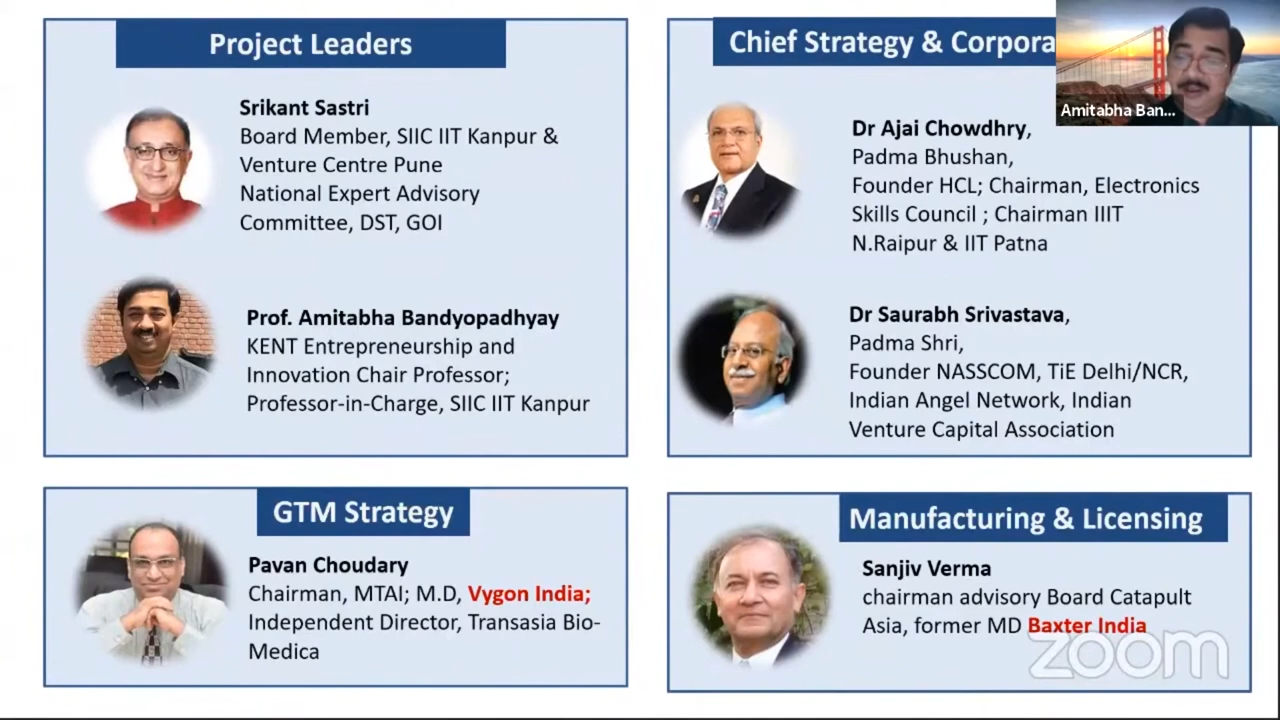 Project Leaders
Srikant Sastri
Board Member, SIIC IIT Kanpur &
Venture Centre Pune
National Expert Advisory
Committee, DST, GOI
Prof. Amitabha Bandyopadhyay
KENT Entrepreneurship and
Innovation Chair Professor;
Professor-in-Charge, SIIC IIT Kanpur
Chief Strategy & Corpora
Amitabha Ban...
Dr Ajai Chowdhry,
Padma Bhushan,
Founder HCL; Chairman, Electronics
Skills Council ; Chairman IIIT
N.Raipur & IIT Patna
Dr Saurabh Srivastava,
Padma Shri,
Founder NASSCOM, TiE Delhi/NCR,
Indian Angel Network, Indian
Venture Capital Association
GTM Strategy
Pavan Choudary
Chairman, MTAI; M.D, Vygon India;
Independent Director, Transasia Bio-
Medica
Manufacturing & Licensing
Sanjiv Verma
chairman advisory Board Catapult
Asia, former MD Baxter India
zoom